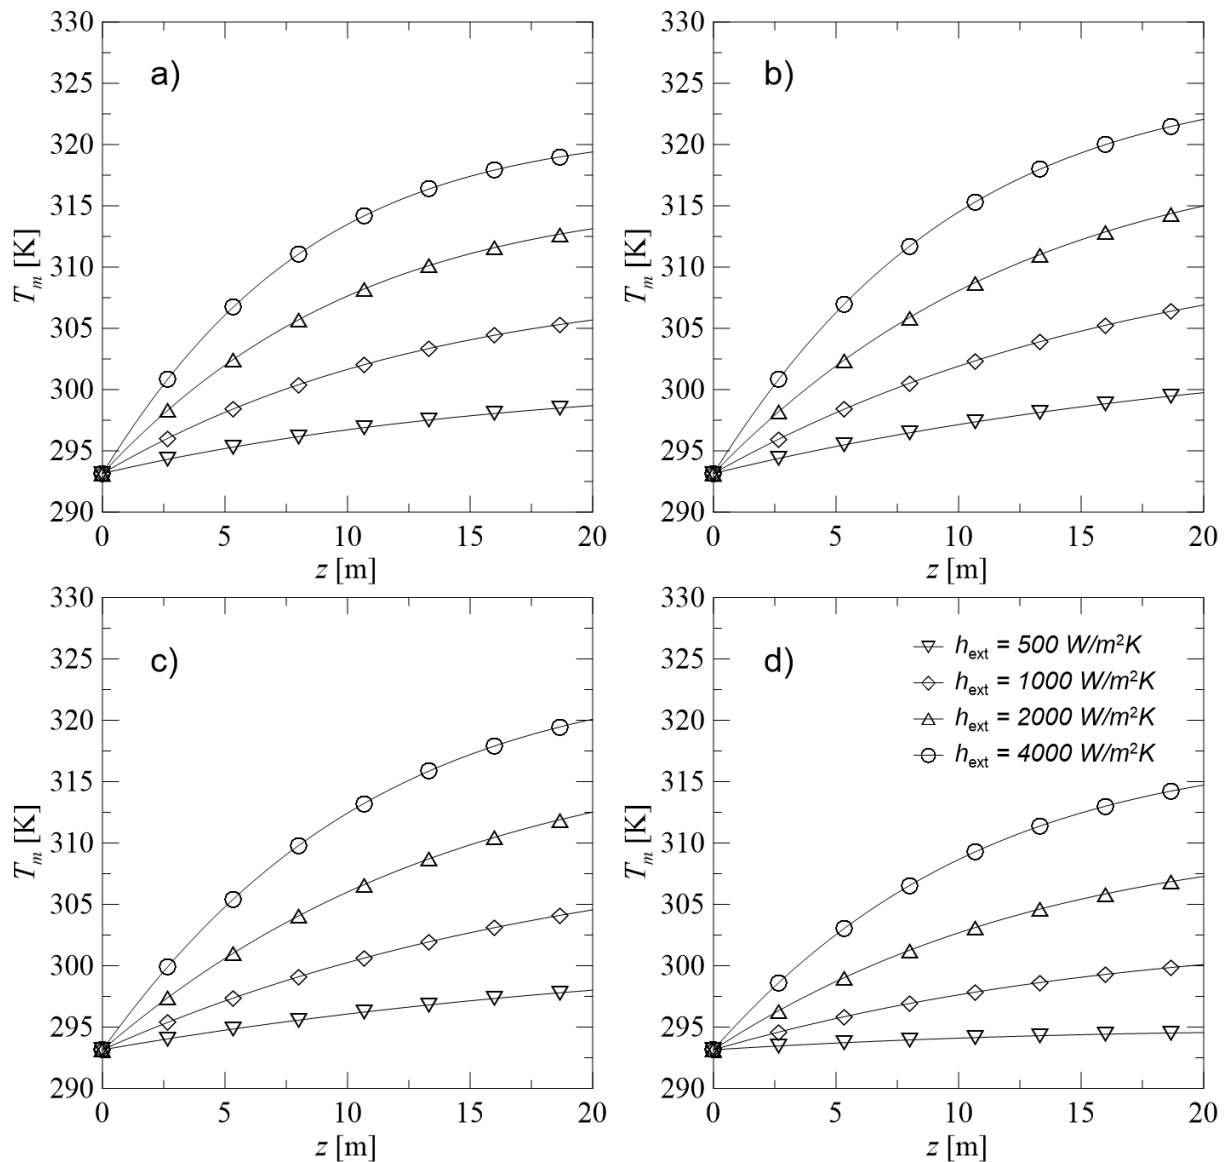 330
325
320
315
310
305
300
295
290
T_m [K]
a)
0 5 10 15 20
z [m]
330
325
320
315
310
305
300
295
290
T_m [K]
b)
0 5 10 15 20
z [m]
330
325
320
315
310
305
300
295
290
T_m [K]
c)
0 5 10 15 20
z [m]
330
325
320
315
310
305
300
295
290
T_m [K]
d)
h_ext = 500 W/m²K
h_ext = 1000 W/m²K
h_ext = 2000 W/m²K
h_ext = 4000 W/m²K
0 5 10 15 20
z [m]